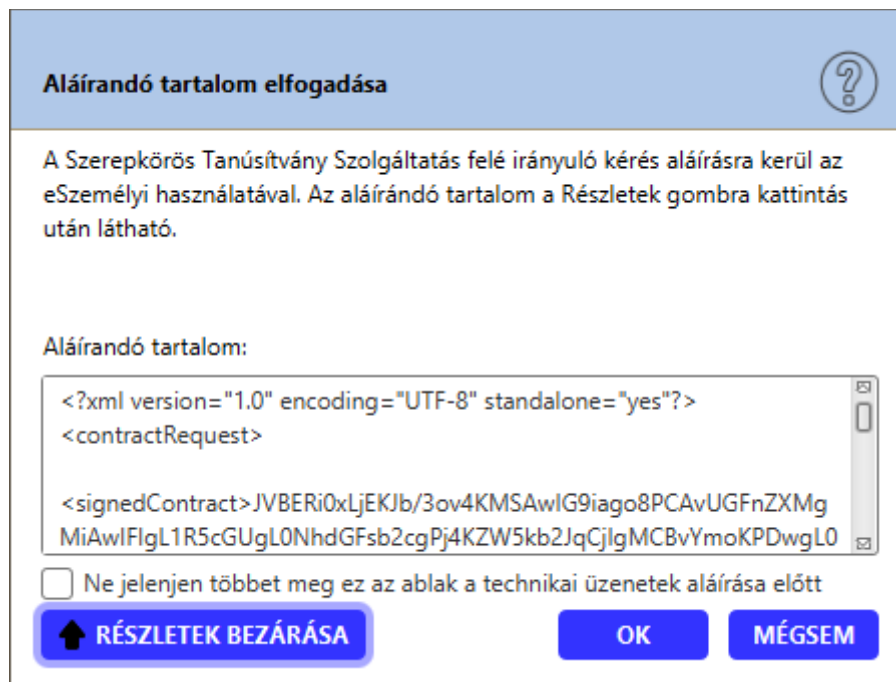 Aláírandó tartalom elfogadása
A Szerepkörös Tanúsítvány Szolgáltatás felé irányuló kérés aláírásra kerül az
eSzemélyi használatával. Az aláírándó tartalom a Részletek gombra kattintás
után látható.
Aláírandó tartalom:
<?xml version="1.0" encoding="UTF-8" standalone="yes"?>
<contractRequest>
<signedContract>JVBERi0xLjEKJb/3ov4KMSAwIG9iago8PCAvUGFnZXMg
MiAwIFIgL1R5cGUgL0NhdGFsb2cgPj4KZW5kb2JqCjIgMCBvYmoKPDwgL0
Ne jelenjen többet meg ez az ablak a technikai üzenetek aláírása előtt
RÉSZLETEK BEZÁRÁSA
OK
MÉGSEM